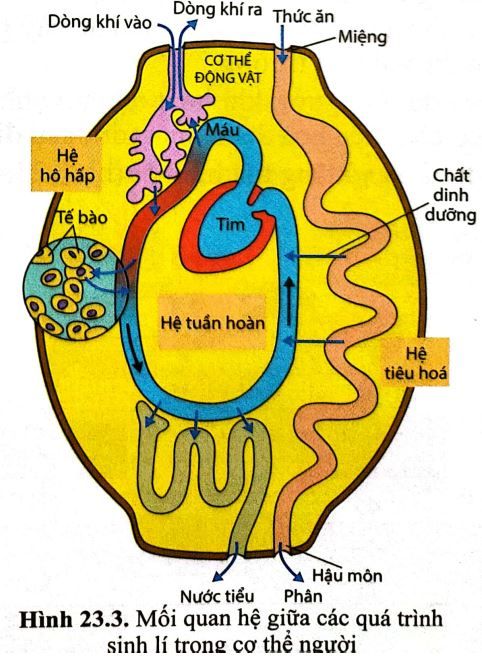 Dòng khí vào
Dòng khí ra
Thức ăn
Miệng
CƠ THỂ
ĐỘNG VẬT
Máu
Hệ
hô hấp
Tế bào
Tim
Chất
dinh
dưỡng
Hệ tuần hoàn
Hệ
tiêu hoá
Hậu môn
Nước tiểu
Phân
Hình 23.3. Mối quan hệ giữa các quá trình
sinh lí trong cơ thể người